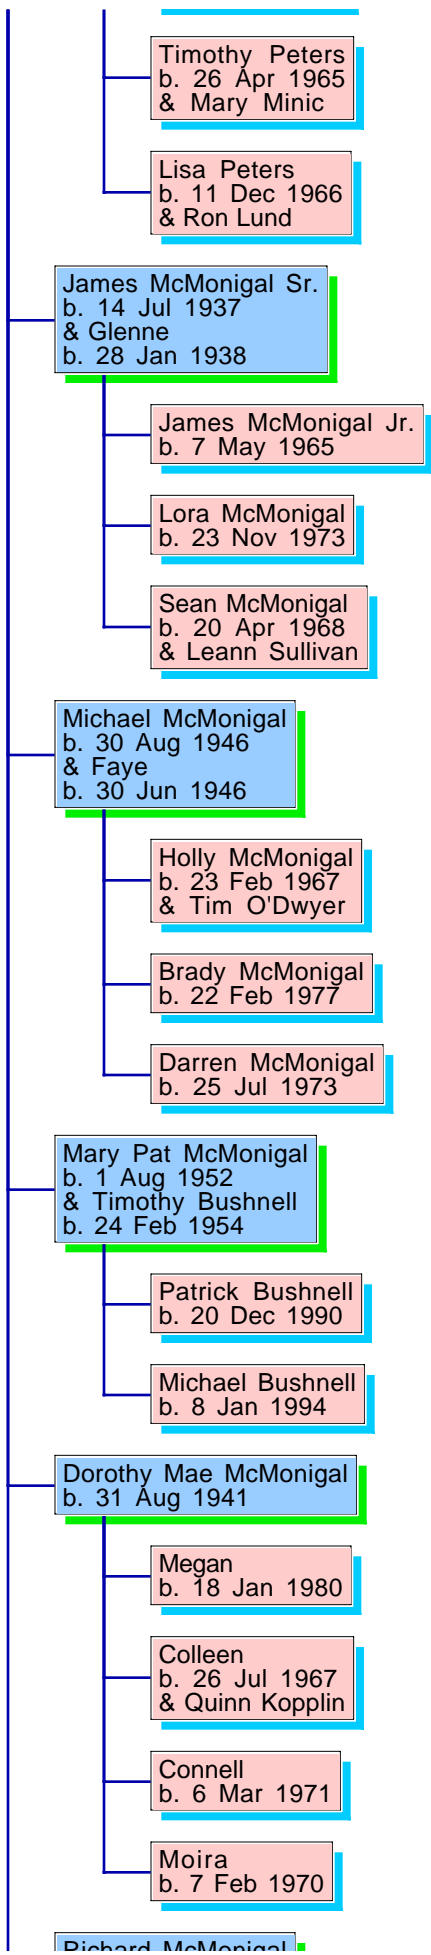 Timothy Peters
b. 26 Apr 1965
& Mary Minic
Lisa Peters
b. 11 Dec 1966
& Ron Lund
James McMonigal Sr.
b. 14 Jul 1937
& Glenne
b. 28 Jan 1938
James McMonigal Jr.
b. 7 May 1965
Lora McMonigal
b. 23 Nov 1973
Sean McMonigal
b. 20 Apr 1968
& Leann Sullivan
Michael McMonigal
b. 30 Aug 1946
& Faye
b. 30 Jun 1946
Holly McMonigal
b. 23 Feb 1967
& Tim O'Dwyer
Brady McMonigal
b. 22 Feb 1977
Darren McMonigal
b. 25 Jul 1973
Mary Pat McMonigal
b. 1 Aug 1952
& Timothy Bushnell
b. 24 Feb 1954
Patrick Bushnell
b. 20 Dec 1990
Michael Bushnell
b. 8 Jan 1994
Dorothy Mae McMonigal
b. 31 Aug 1941
Megan
b. 18 Jan 1980
Colleen
b. 26 Jul 1967
& Quinn Kopplin
Connell
b. 6 Mar 1971
Moira
b. 7 Feb 1970
Richard McMonigal